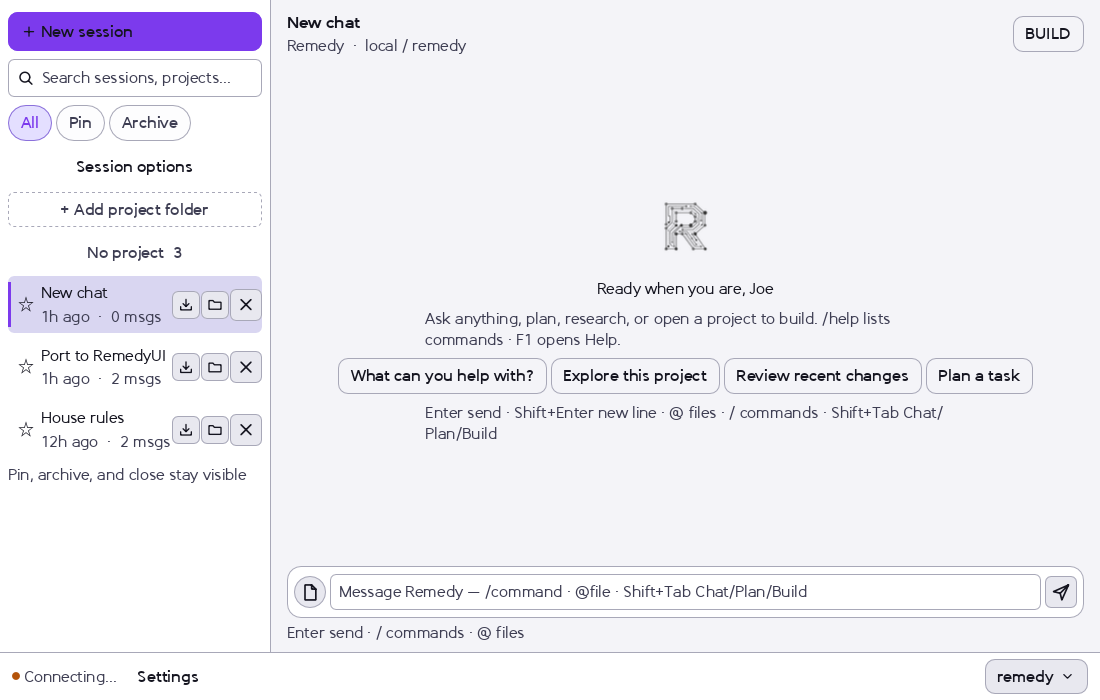 + New session
Search sessions, projects...
All
Pin
Archive
Session options
+ Add project folder
No project 3
New chat
1h ago · 0 msgs
Port to RemedyUI
1h ago · 2 msgs
House rules
12h ago · 2 msgs
Pin, archive, and close stay visible
New chat
Remedy · local / remedy
BUILD
R
Ready when you are, Joe
Ask anything, plan, research, or open a project to build. /help lists
commands · F1 opens Help.
What can you help with?
Explore this project
Review recent changes
Plan a task
Enter send · Shift+Enter new line · @ files · / commands · Shift+Tab Chat/
Plan/Build
Message Remedy — /command · @file · Shift+Tab Chat/Plan/Build
Enter send · / commands · @ files
Connecting...
Settings
remedy